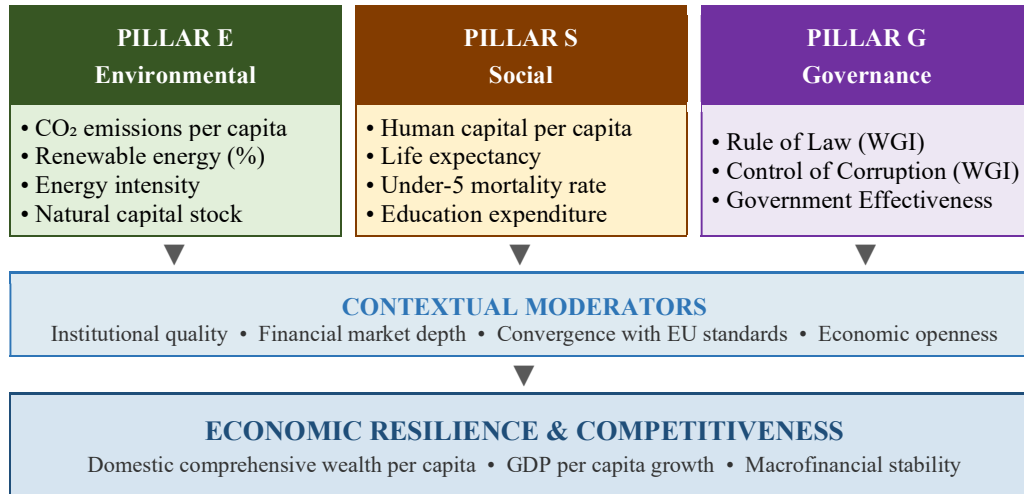 PILLAR E
Environmental
• CO₂ emissions per capita
• Renewable energy (%)
• Energy intensity
• Natural capital stock
PILLAR S
Social
• Human capital per capita
• Life expectancy
• Under-5 mortality rate
• Education expenditure
PILLAR G
Governance
• Rule of Law (WGI)
• Control of Corruption (WGI)
• Government Effectiveness
CONTEXTUAL MODERATORS
Institutional quality • Financial market depth • Convergence with EU standards • Economic openness
ECONOMIC RESILIENCE & COMPETITIVENESS
Domestic comprehensive wealth per capita • GDP per capita growth • Macrofinancial stability